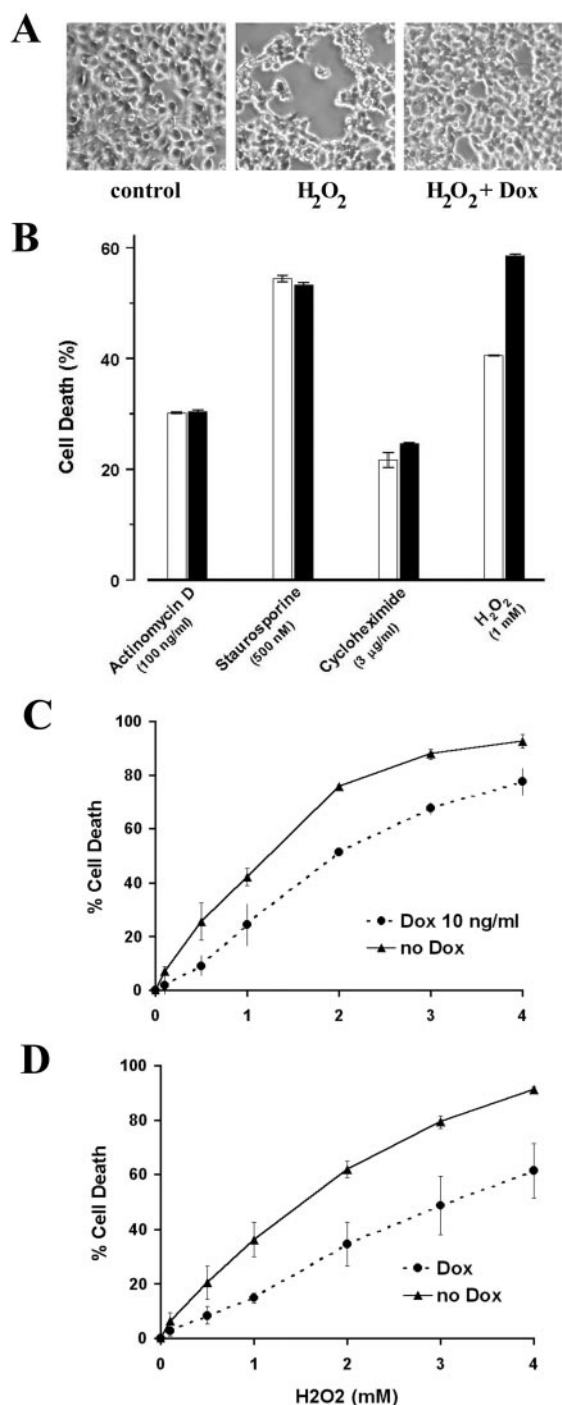 A
control
H2O2
H2O2 + Dox
B
Cell Death (%)
60
40
20
0
Actinomycin D
(100 ng/ml)
Staurosporine
(500 nM)
Cycloheximide
(3 µg/ml)
H2O2
(1 mM)
C
% Cell Death
100
80
60
40
20
0
Dox 10 ng/ml
no Dox
0 1 2 3 4
D
% Cell Death
100
80
60
40
20
0
Dox
no Dox
0 1 2 3 4
H2O2 (mM)